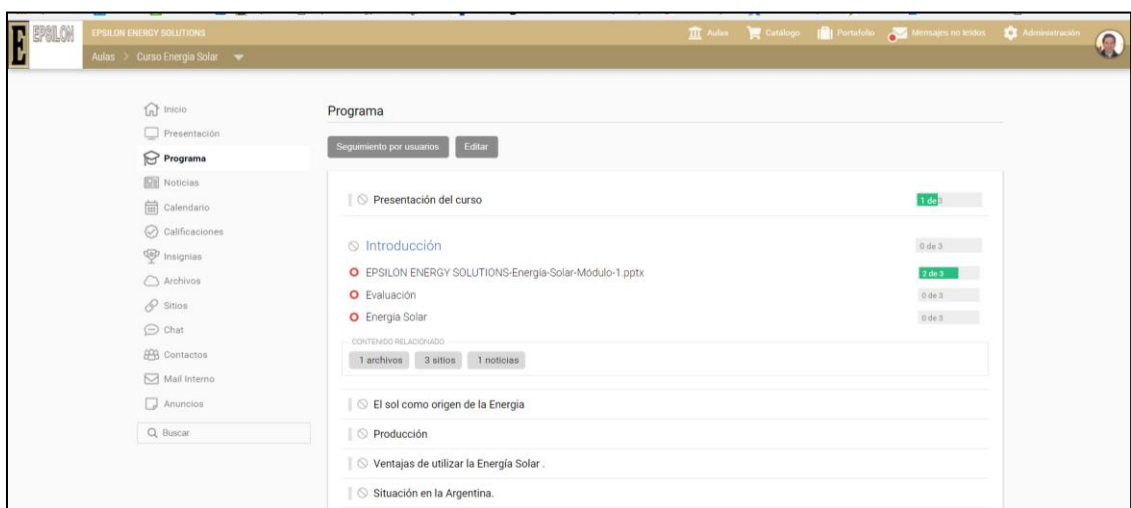 E EPSILON
EPSILON ENERGY SOLUTIONS
Aulas Catálogo Portafolio Mensajes no leídos Administración
Aulas > Curso Energia Solar
Inicio
Presentación
Programa
Noticias
Calendario
Calificaciones
Insignias
Archivos
Sitios
Chat
Contactos
Mail Interno
Anuncios
Buscar
Programa
Seguimiento por usuarios Editar
Presentación del curso 1 de 3
Introducción 0 de 3
EPSILON ENERGY SOLUTIONS-Energia-Solar-Módulo-1.pptx 2 de 3
Evaluación 0 de 3
Energia Solar 0 de 3
CONTENIDO RELACIONADO
1 archivos 3 sitios 1 noticias
El sol como origen de la Energia
Producción
Ventajas de utilizar la Energía Solar .
Situación en la Argentina.